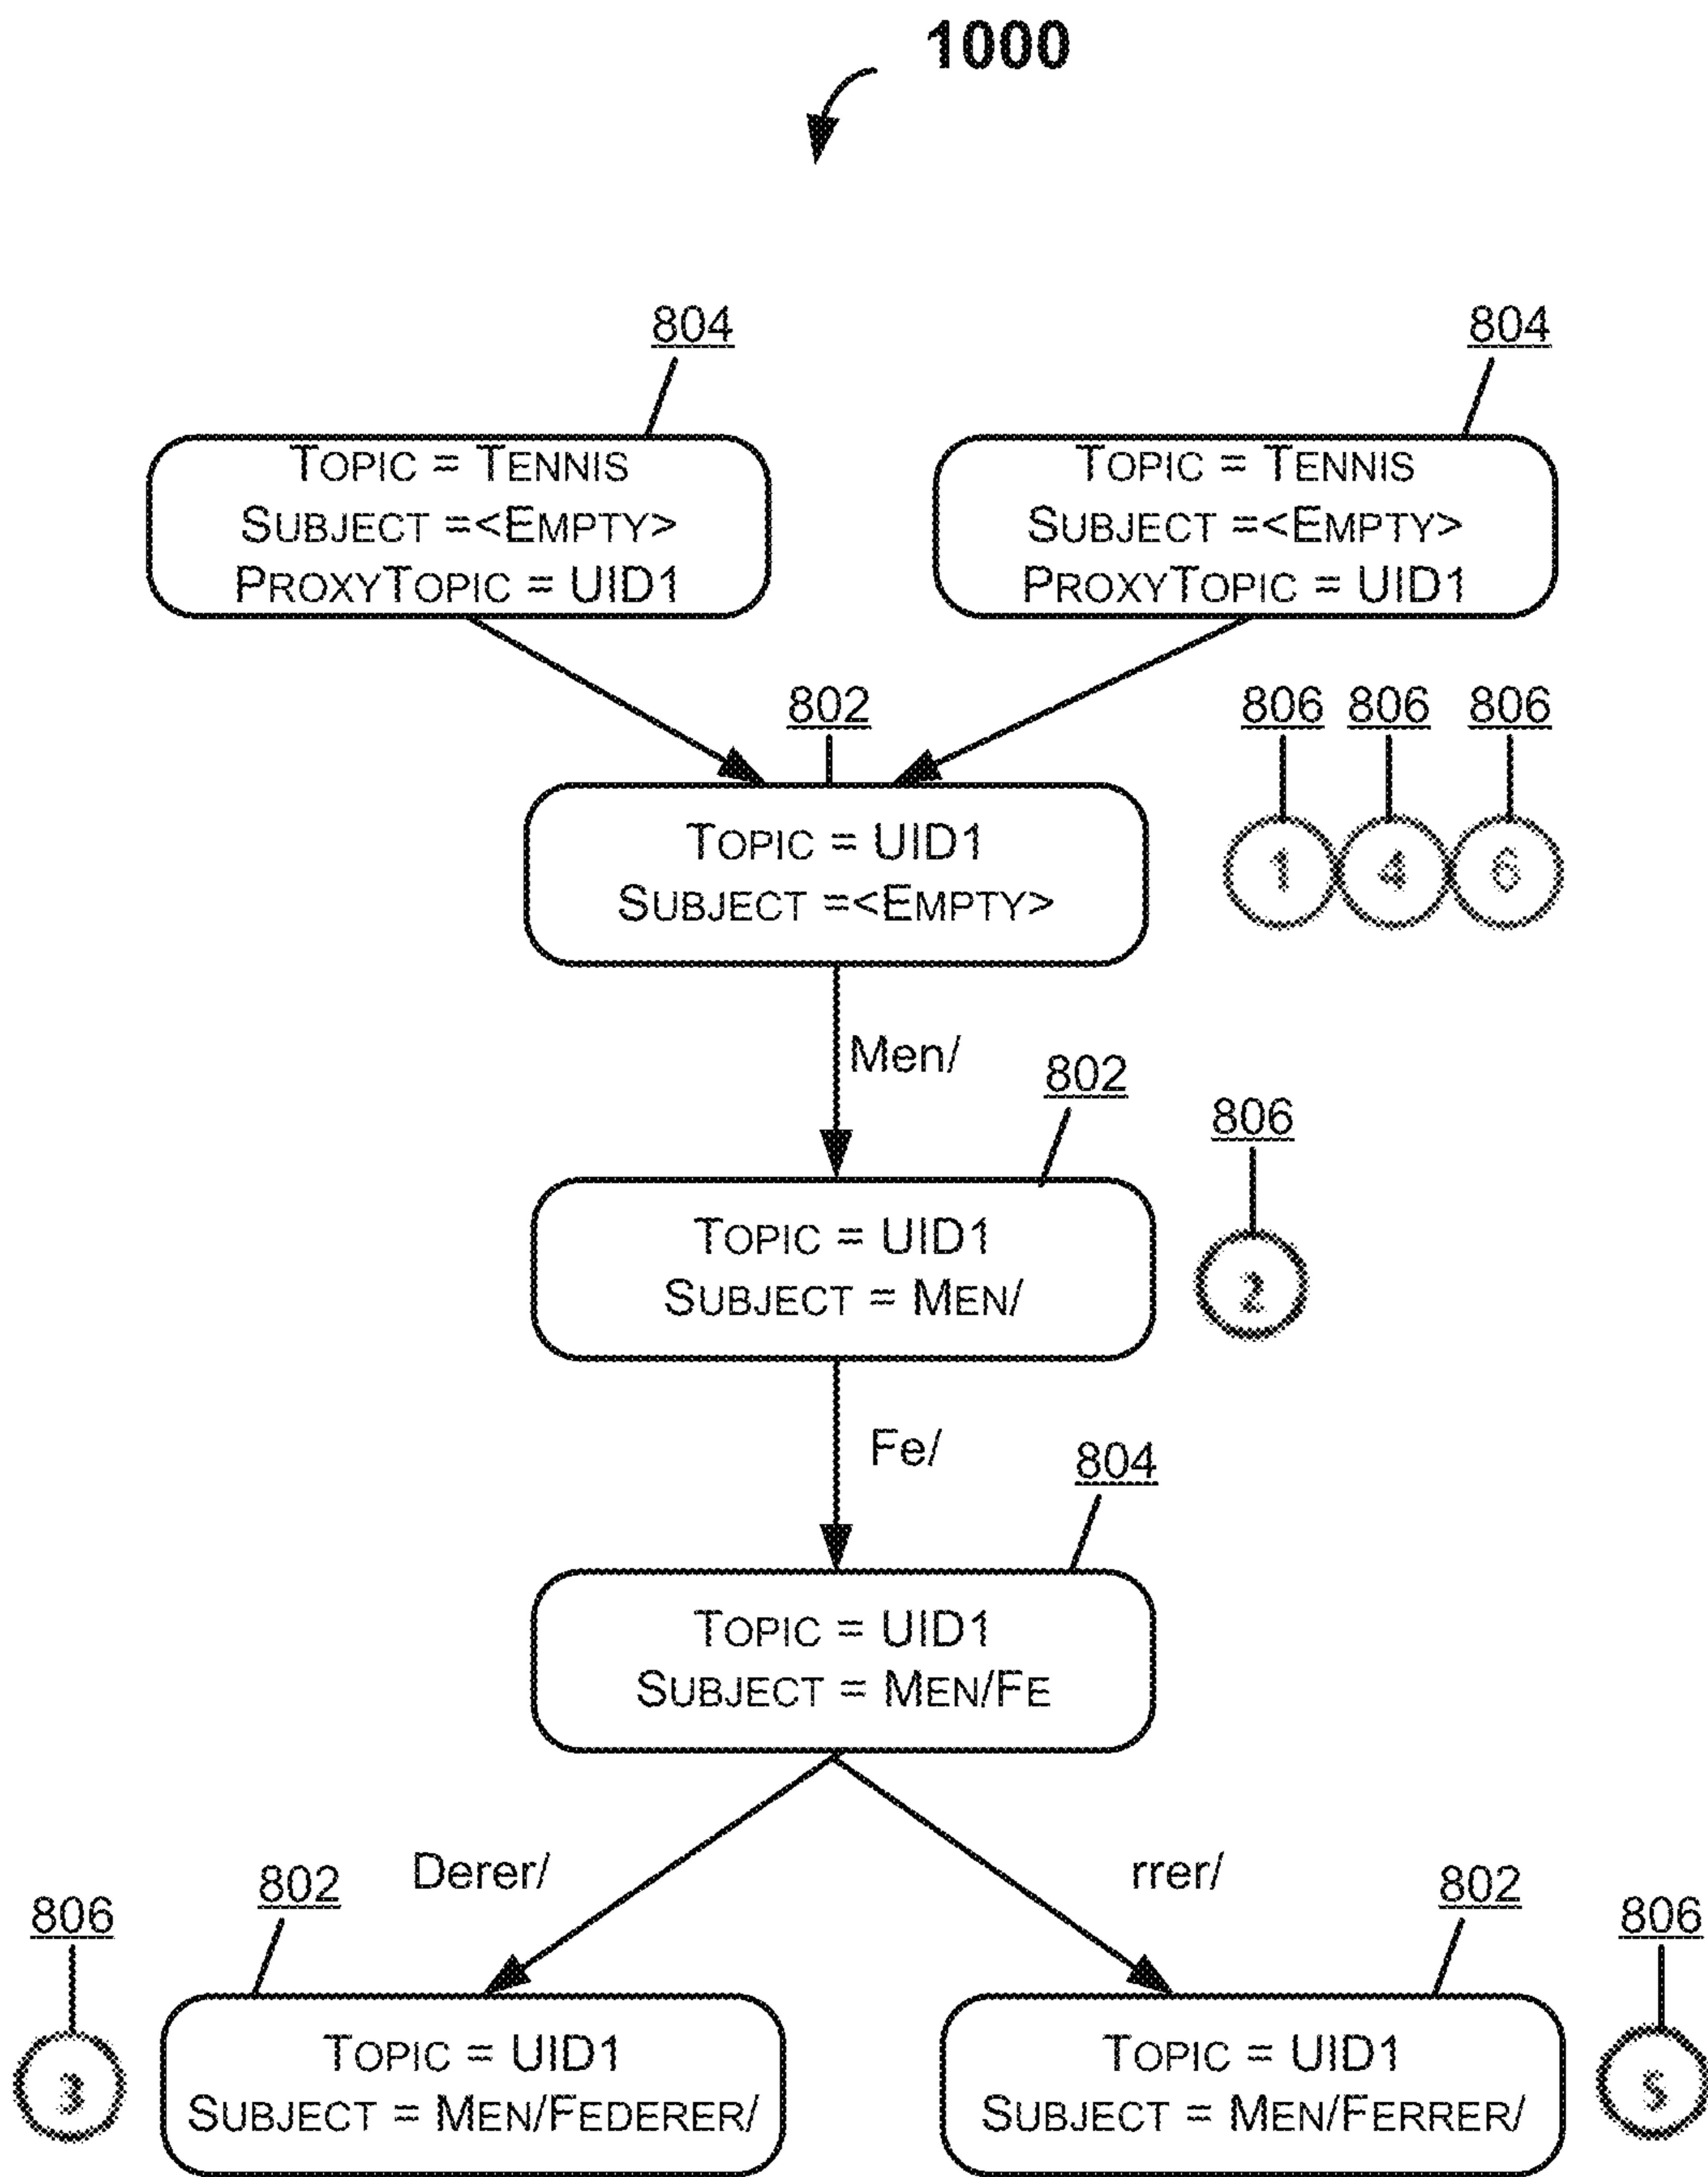 1000
804
804
TOPIC = TENNIS
SUBJECT =<EMPTY>
PROXYTOPIC = UID1
TOPIC = TENNIS
SUBJECT =<EMPTY>
PROXYTOPIC = UID1
802
806 806 806
TOPIC = UID1
SUBJECT =<EMPTY>
1 4 6
Men/
802
806
TOPIC = UID1
SUBJECT = MEN/
2
Fe/
804
TOPIC = UID1
SUBJECT = MEN/FE
Derer/
rrer/
806
802
802
806
3
TOPIC = UID1
SUBJECT = MEN/FEDERER/
TOPIC = UID1
SUBJECT = MEN/FERRER/
5